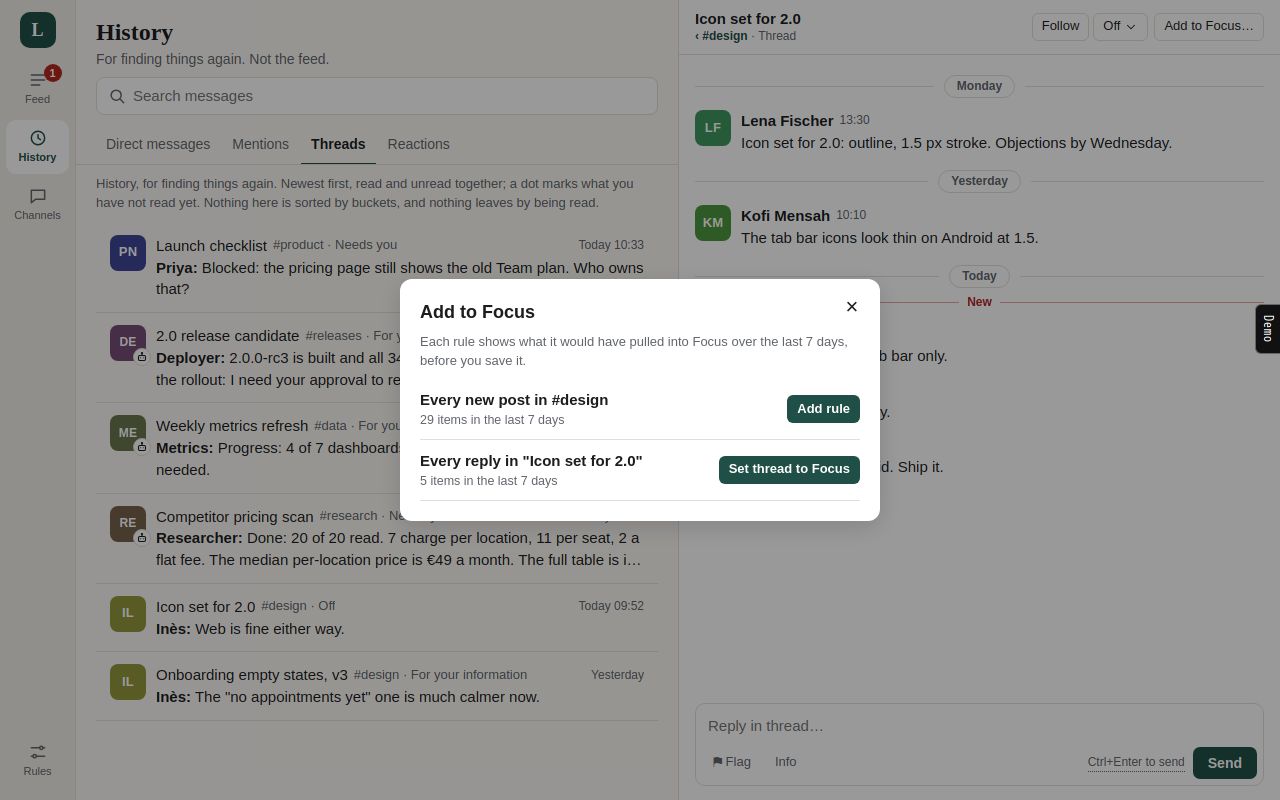 L
1
Feed
History
Channels
Rules
History
For finding things again. Not the feed.
Search messages
Direct messages
Mentions
Threads
Reactions
History, for finding things again. Newest first, read and unread together; a dot marks what you
have not read yet. Nothing here is sorted by buckets, and nothing leaves by being read.
PN
Launch checklist #product · Needs you Today 10:33
Priya: Blocked: the pricing page still shows the old Team plan. Who owns
that?
DE
2.0 release candidate #releases · For
Deployer: 2.0.0-rc3 is built and all
the rollout: I need your approval to
ME
Weekly metrics refresh #data · For you
Metrics: Progress: 4 of 7 dashboards
needed.
RE
Competitor pricing scan #research ·
Researcher: Done: 20 of 20 read. 7 charge per location, 11 per seat, 2 a
flat fee. The median per-location price is €49 a month. The full table is i…
IL
Icon set for 2.0 #design · Off Today 09:52
Inès: Web is fine either way.
IL
Onboarding empty states, v3 #design · For your information Yesterday
Inès: The "no appointments yet" one is much calmer now.
Icon set for 2.0
‹ #design · Thread
Follow
Off
Add to Focus…
Monday
LF
Lena Fischer 13:30
Icon set for 2.0: outline, 1.5 px stroke. Objections by Wednesday.
Yesterday
KM
Kofi Mensah 10:10
The tab bar icons look thin on Android at 1.5.
Today
New
bar only.
Ship it.
Reply in thread…
Flag
Info
Ctrl+Enter to send
Send
Add to Focus
Each rule shows what it would have pulled into Focus over the last 7 days,
before you save it.
Every new post in #design
29 items in the last 7 days
Add rule
Every reply in "Icon set for 2.0"
5 items in the last 7 days
Set thread to Focus
Demo